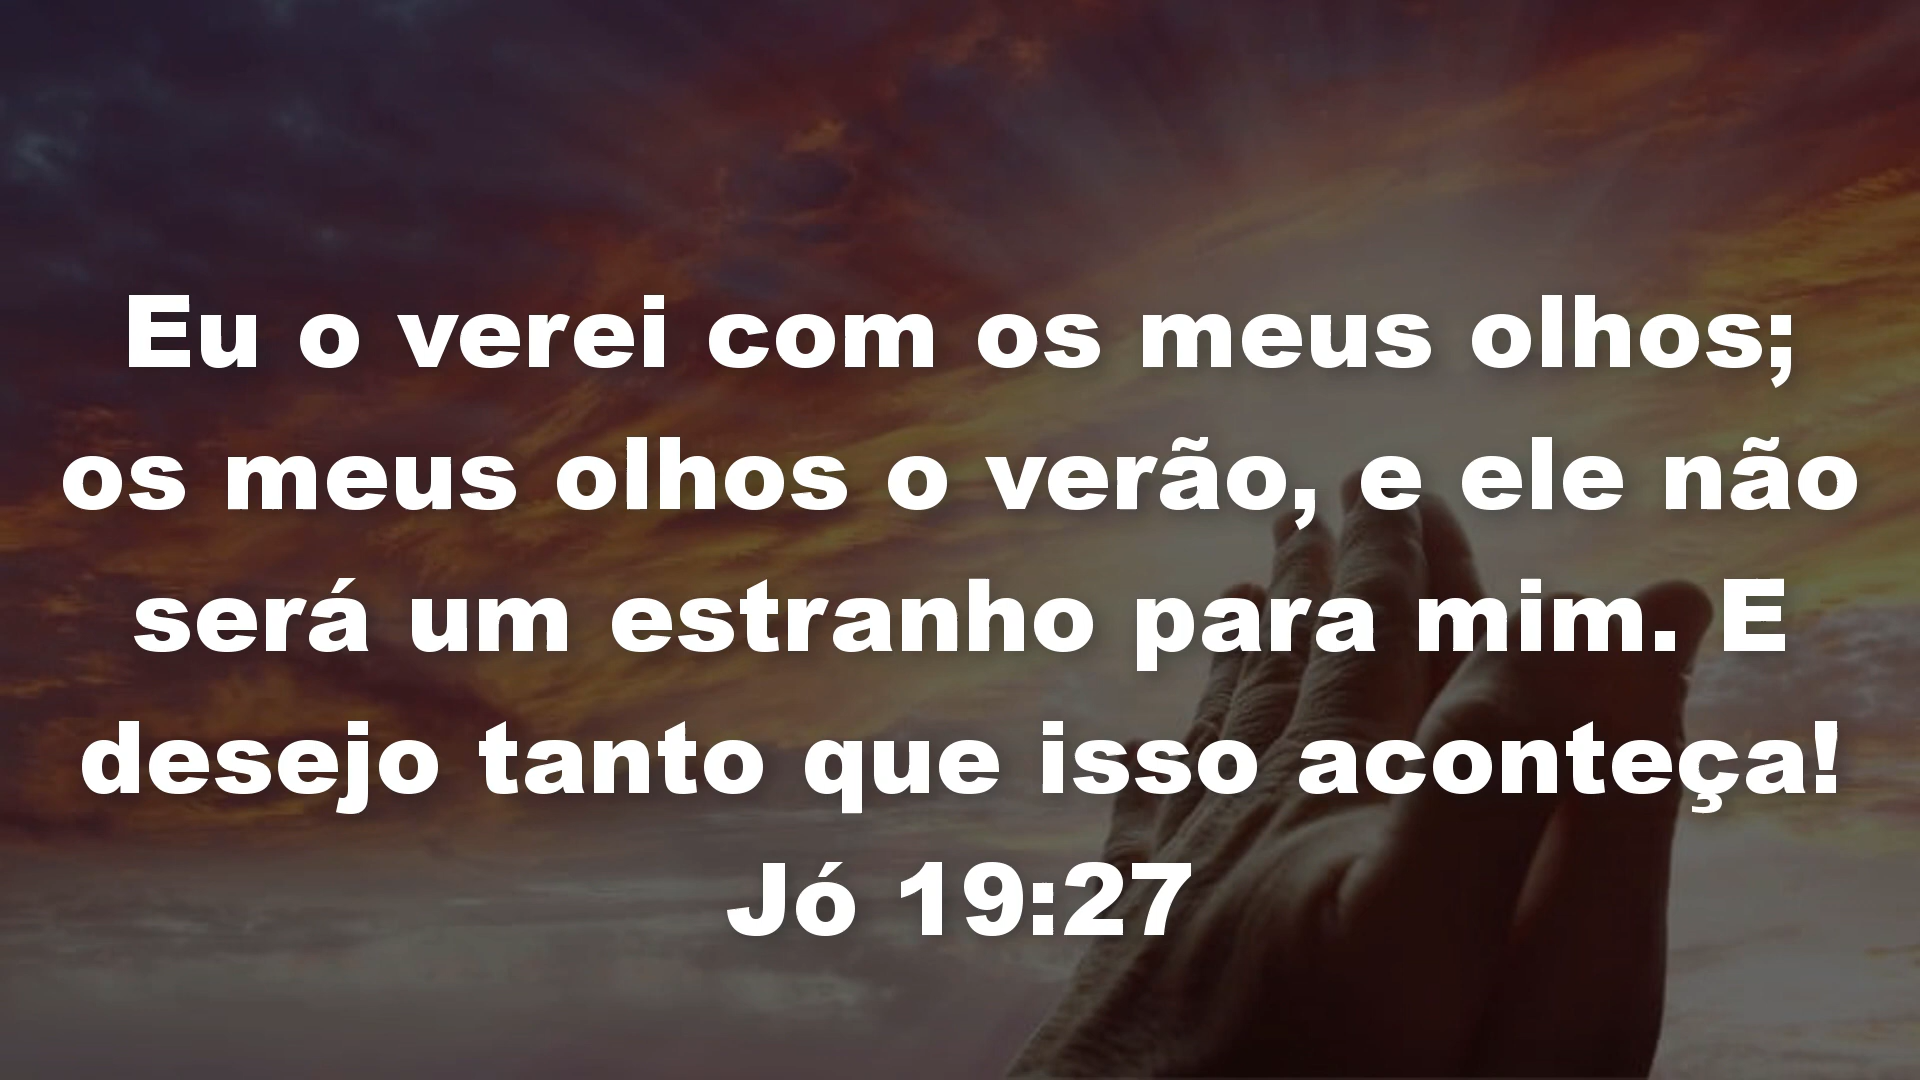 Eu o verei com os meus olhos;
os meus olhos o verão, e ele não
será um estranho para mim. E
desejo tanto que isso aconteça!
Jó 19:27